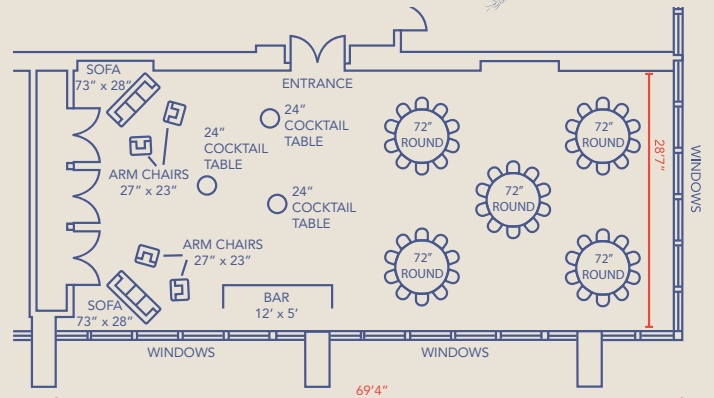 SOFA
73” x 28”
ENTRANCE
24”
COCKTAIL
TABLE
24”
COCKTAIL
TABLE
24”
COCKTAIL
TABLE
ARM CHAIRS
27” x 23”
ARM CHAIRS
27” x 23”
SOFA
73” x 28”
BAR
12’ x 5’
72”
ROUND
72”
ROUND
72”
ROUND
72”
ROUND
72”
ROUND
28’7”
WINDOWS
WINDOWS
WINDOWS
69’4”